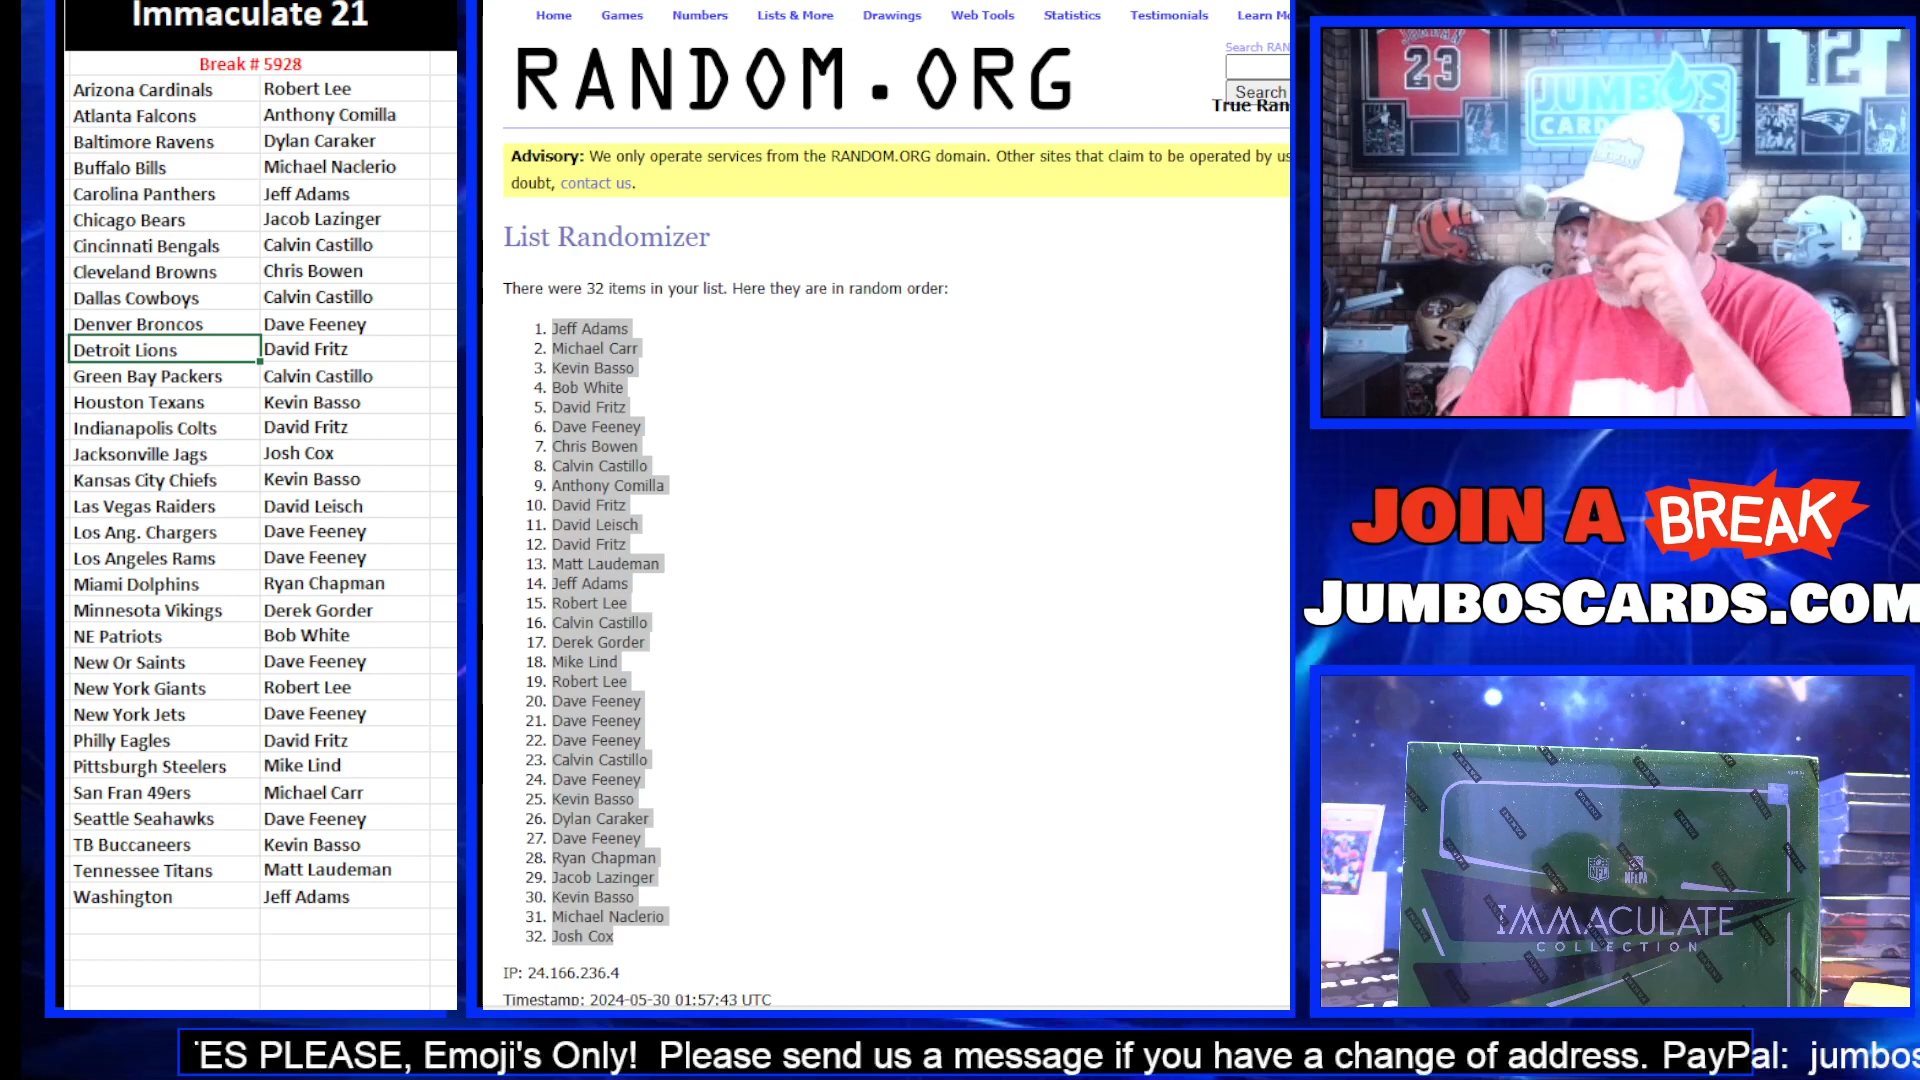 Immaculate 21
Break # 5928
Arizona Cardinals Robert Lee
Atlanta Falcons Anthony Comilla
Baltimore Ravens Dylan Caraker
Buffalo Bills Michael Naclerio
Carolina Panthers Jeff Adams
Chicago Bears Jacob Lazinger
Cincinnati Bengals Calvin Castillo
Cleveland Browns Chris Bowen
Dallas Cowboys Calvin Castillo
Denver Broncos Dave Feeney
Detroit Lions David Fritz
Green Bay Packers Calvin Castillo
Houston Texans Kevin Basso
Indianapolis Colts David Fritz
Jacksonville Jags Josh Cox
Kansas City Chiefs Kevin Basso
Las Vegas Raiders David Leisch
Los Ang. Chargers Dave Feeney
Los Angeles Rams Dave Feeney
Miami Dolphins Ryan Chapman
Minnesota Vikings Derek Gorder
NE Patriots Bob White
New Or Saints Dave Feeney
New York Giants Robert Lee
New York Jets Dave Feeney
Philly Eagles David Fritz
Pittsburgh Steelers Mike Lind
San Fran 49ers Michael Carr
Seattle Seahawks Dave Feeney
TB Buccaneers Kevin Basso
Tennessee Titans Matt Laudeman
Washington Jeff Adams
Home Games Numbers Lists & More Drawings Web Tools Statistics Testimonials Learn Mo
RANDOM.ORG
Search RAN
Search
True Ran
Advisory: We only operate services from the RANDOM.ORG domain. Other sites that claim to be operated by us
doubt, contact us.
List Randomizer
There were 32 items in your list. Here they are in random order:
1. Jeff Adams
2. Michael Carr
3. Kevin Basso
4. Bob White
5. David Fritz
6. Dave Feeney
7. Chris Bowen
8. Calvin Castillo
9. Anthony Comilla
10. David Fritz
11. David Leisch
12. David Fritz
13. Matt Laudeman
14. Jeff Adams
15. Robert Lee
16. Calvin Castillo
17. Derek Gorder
18. Mike Lind
19. Robert Lee
20. Dave Feeney
21. Dave Feeney
22. Dave Feeney
23. Calvin Castillo
24. Dave Feeney
25. Kevin Basso
26. Dylan Caraker
27. Dave Feeney
28. Ryan Chapman
29. Jacob Lazinger
30. Kevin Basso
31. Michael Naclerio
32. Josh Cox
IP: 24.166.236.4
Timestamp: 2024-05-30 01:57:43 UTC
JORDAN
23
12
JUMBO'S
CARD
JOIN A BREAK
JUMBOSCARDS.COM
NFL
NFLPA
IMMACULATE
COLLECTION
PANINI
'ES PLEASE, Emoji's Only! Please send us a message if you have a change of address. PayPal: jumbos